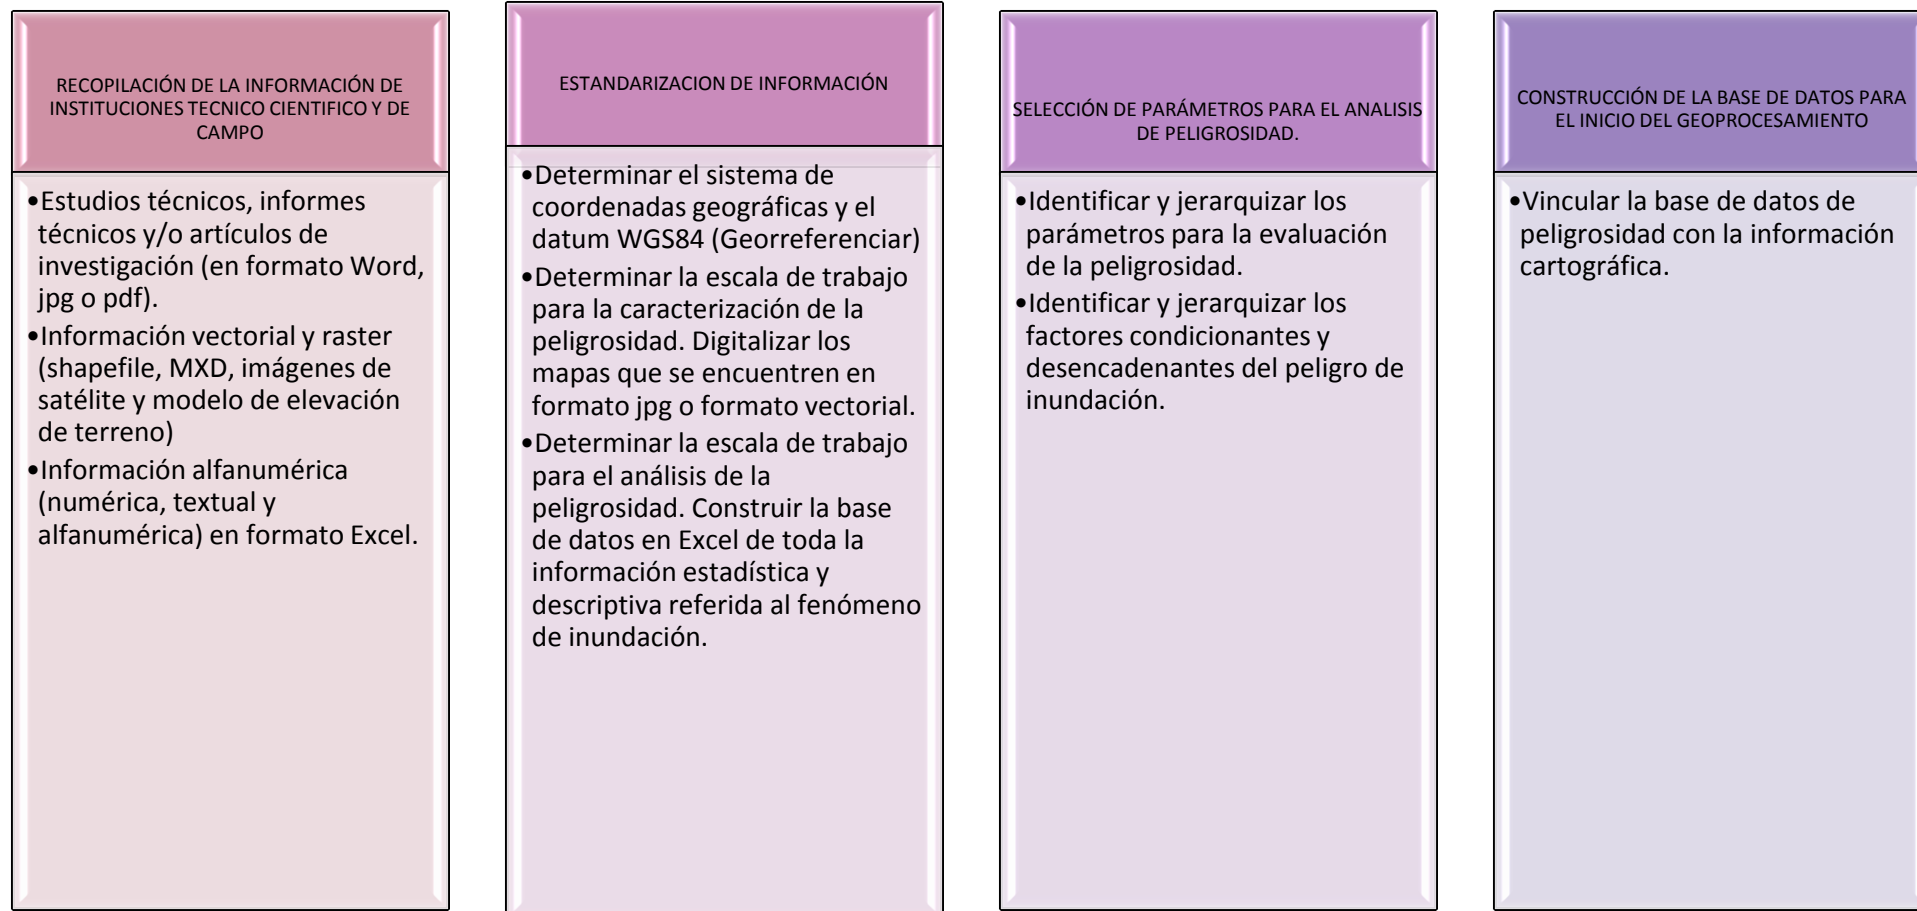 RECOPILACIÓN DE LA INFORMACIÓN DE
INSTITUCIONES TECNICO CIENTIFICO Y DE
CAMPO
•Estudios técnicos, informes
técnicos y/o artículos de
investigación (en formato Word,
jpg o pdf).
•Información vectorial y raster
(shapefile, MXD, imágenes de
satélite y modelo de elevación
de terreno)
•Información alfanumérica
(numérica, textual y
alfanumérica) en formato Excel.
ESTANDARIZACION DE INFORMACIÓN
•Determinar el sistema de
coordenadas geográficas y el
datum WGS84 (Georreferenciar)
•Determinar la escala de trabajo
para la caracterización de la
peligrosidad. Digitalizar los
mapas que se encuentren en
formato jpg o formato vectorial.
•Determinar la escala de trabajo
para el análisis de la
peligrosidad. Construir la base
de datos en Excel de toda la
información estadística y
descriptiva referida al fenómeno
de inundación.
SELECCIÓN DE PARÁMETROS PARA EL ANALISIS
DE PELIGROSIDAD.
•Identificar y jerarquizar los
parámetros para la evaluación
de la peligrosidad.
•Identificar y jerarquizar los
factores condicionantes y
desencadenantes del peligro de
inundación.
CONSTRUCCIÓN DE LA BASE DE DATOS PARA
EL INICIO DEL GEOPROCESAMIENTO
•Vincular la base de datos de
peligrosidad con la información
cartográfica.